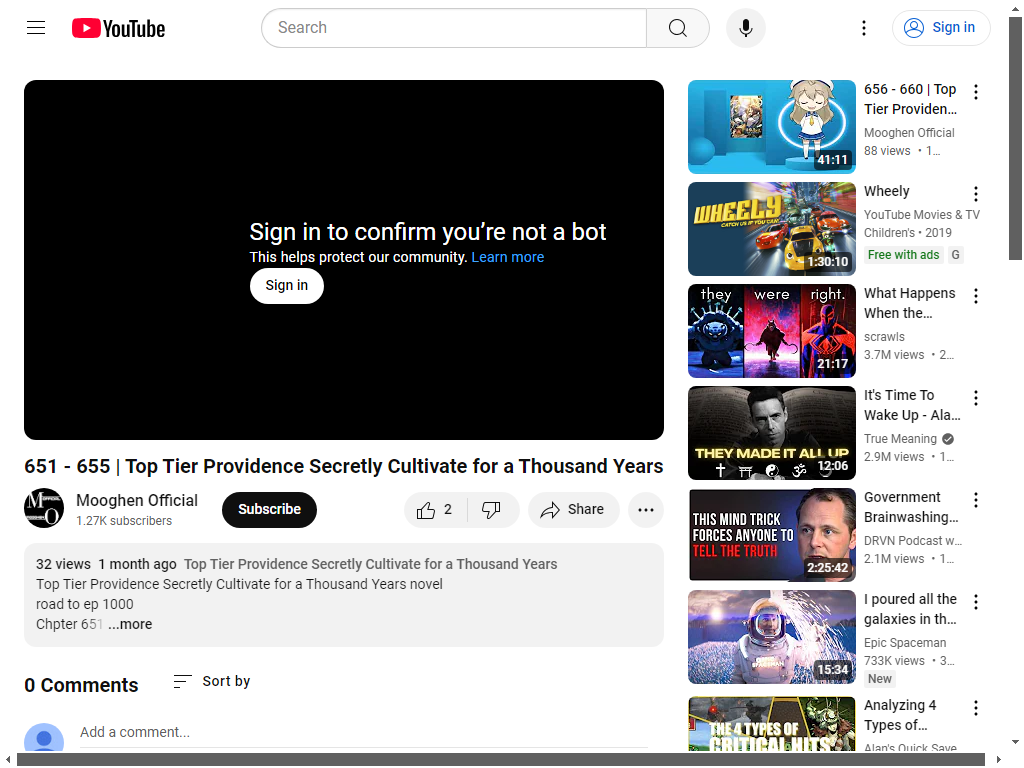 YouTube
Search
Sign in
Sign in to confirm you're not a bot
This helps protect our community. Learn more
Sign in
651 - 655 | Top Tier Providence Secretly Cultivate for a Thousand Years
Mooghen Official
1.27K subscribers
Subscribe
2
Share
32 views 1 month ago Top Tier Providence Secretly Cultivate for a Thousand Years
Top Tier Providence Secretly Cultivate for a Thousand Years novel
road to ep 1000
Chpter 651 ...more
0 Comments
Sort by
Add a comment...
41:11
656 - 660 | Top
Tier Providen...
Mooghen Official
88 views • 1...
WHEELY
CATCH US IF YOU CAN!
1:30:10
Wheely
YouTube Movies & TV
Children's • 2019
Free with ads G
they were right.
21:17
What Happens
When the...
scrawls
3.7M views • 2...
THEY MADE IT ALL UP
12:06
It's Time To
Wake Up - Ala...
True Meaning
2.9M views • 1...
THIS MIND TRICK
FORCES ANYONE TO
TELL THE TRUTH
2:25:42
Government
Brainwashing...
DRVN Podcast w...
2.1M views • 1...
15:34
I poured all the
galaxies in th...
Epic Spaceman
733K views • 3...
New
THE 4 TYPES OF
CRITICAL HITS
Analyzing 4
Types of...
Alan's Quick Save